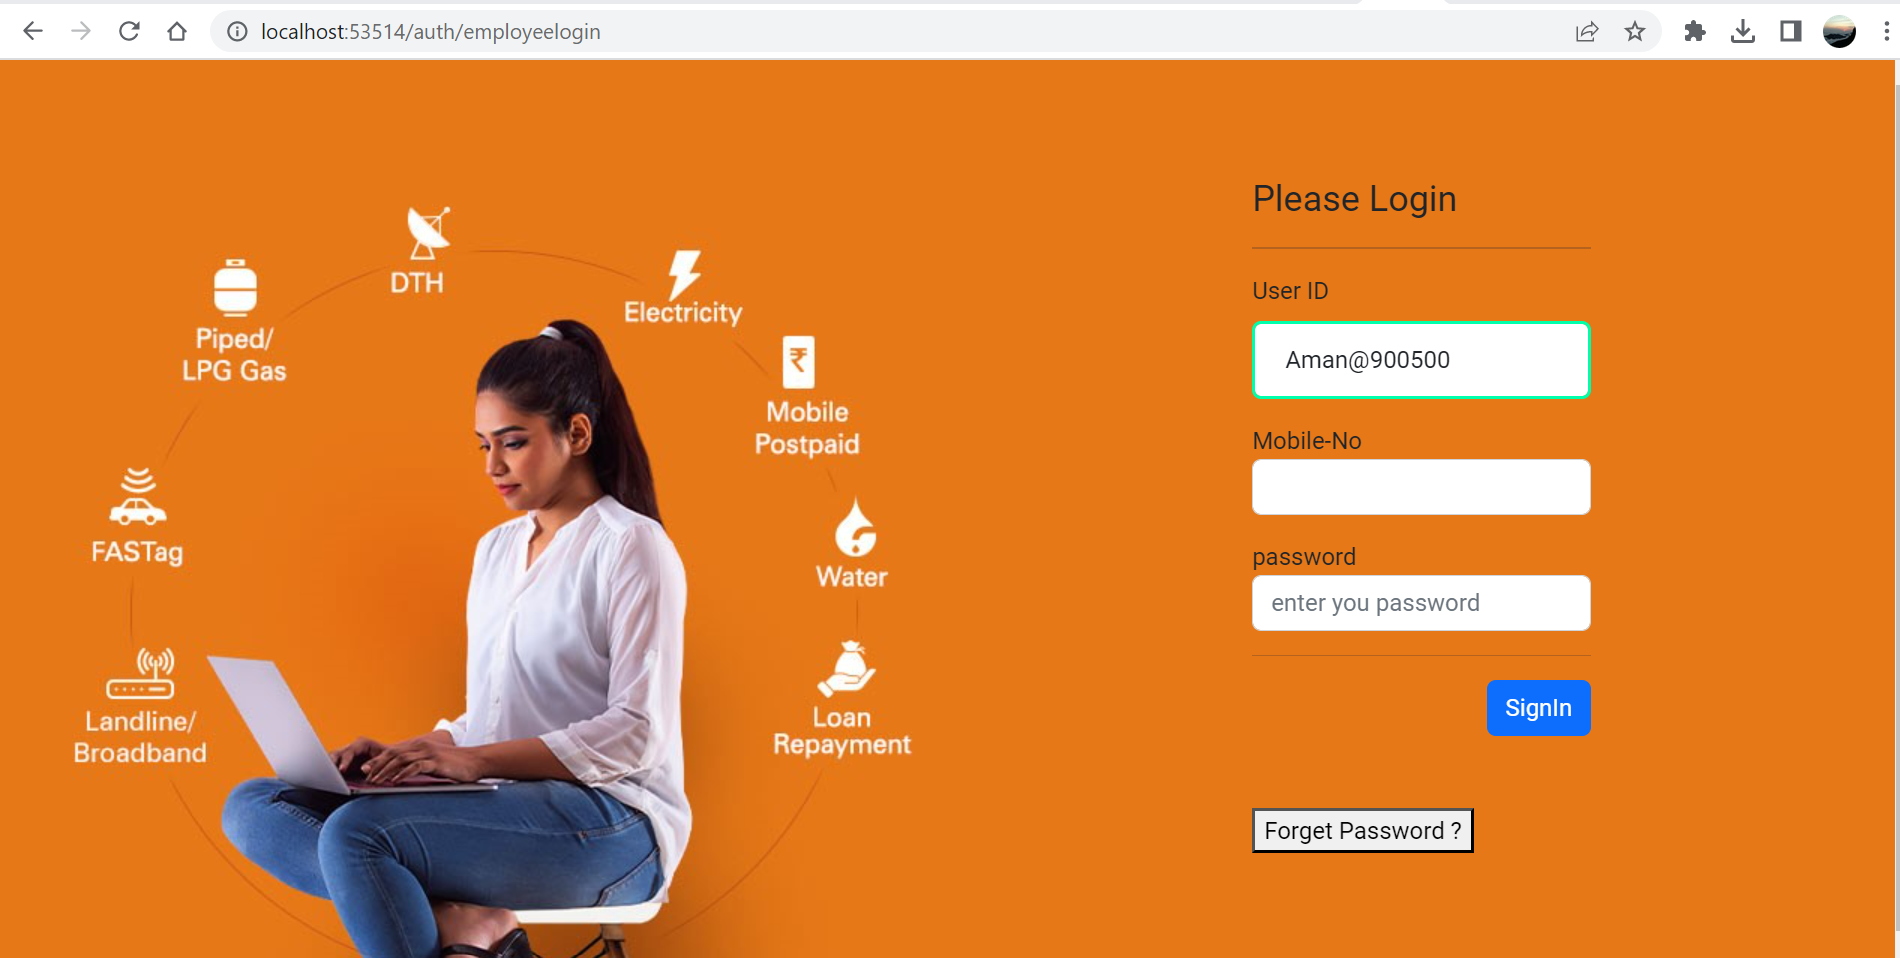 localhost:53514/auth/employeelogin
Please Login
User ID
Aman@900500
Mobile-No
password
enter you password
SignIn
Forget Password ?
DTH
Electricity
Piped/
LPG Gas
Mobile
Postpaid
FASTag
Water
Landline/
Broadband
Loan
Repayment
₹